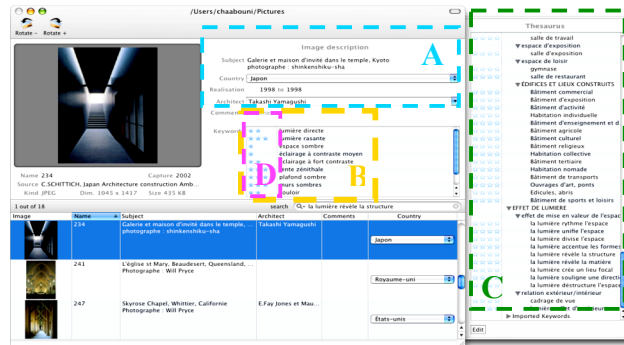 /Users/chaabouni/Pictures
Rotate - Rotate +
Image description
Subject Galerie et maison d'invité dans le temple, Kyoto
photographe : shinkenshiku-sha
Country Japon
Realisation 1998 to 1998
Architect Takashi Yamagushi
A
Keyword
lumière directe
lumière rasante
espace sombre
éclairage à contraste moyen
éclairage à fort contraste
zénithale
plafond sombre
murs sombres
couloir
D
B
Name 234 Capture 2002
Source C.SCHITTICH, Japan Architecture construction Amb...
Kind JPEG Dim. 1045 x 1417 Size 435 KB
1 out of 18 search la lumière révèle la structure
Image Name Subject Architect Comments Country
234 Galerie et maison d'invité dans le temple, ... Takashi Yamagushi
photographe : shinkenshiku-sha
Japon
241 L'église st Mary, Beaudesert, Queensland, ...
Photographe : Will Pryce
Royaume-uni
247 Skyrose Chapel, Whittier, Californie E.Fay Jones et Mau...
Photographe : Will Pryce
Etats-unis
Thesaurus
salle de travail
espace d'exposition
salle d'exposition
espace de loisir
gymnase
salle de restaurant
ÉDIFICES ET LIEUX CONSTRUITS
Bâtiment commercial
Bâtiment d'exposition
Bâtiment d'activité
Habitation individuelle
Bâtiment d'enseignement et d
Bâtiment agricole
Bâtiment culturel
Bâtiment religieux
Habitation collective
Bâtiment tertiaire
Habitation nomade
Bâtiment de transports
Ouvrages d'art, ponts
Edicules, abris
Bâtiment de sports et loisirs
EFFET DE LUMIERE
effet de mise en valeur de l'espac
la lumière rythme l'espace
la lumière unifie l'espace
la lumière divise l'espace
la lumière accentue les formes
la lumière révèle la structure
la lumière révèle la matière
la lumière crée un lieu focal
la lumière souligne une directi
la lumière déstructure l'espace
relation extérieur/intérieur
cadrage de vue
Imported Keywords
C
Edit